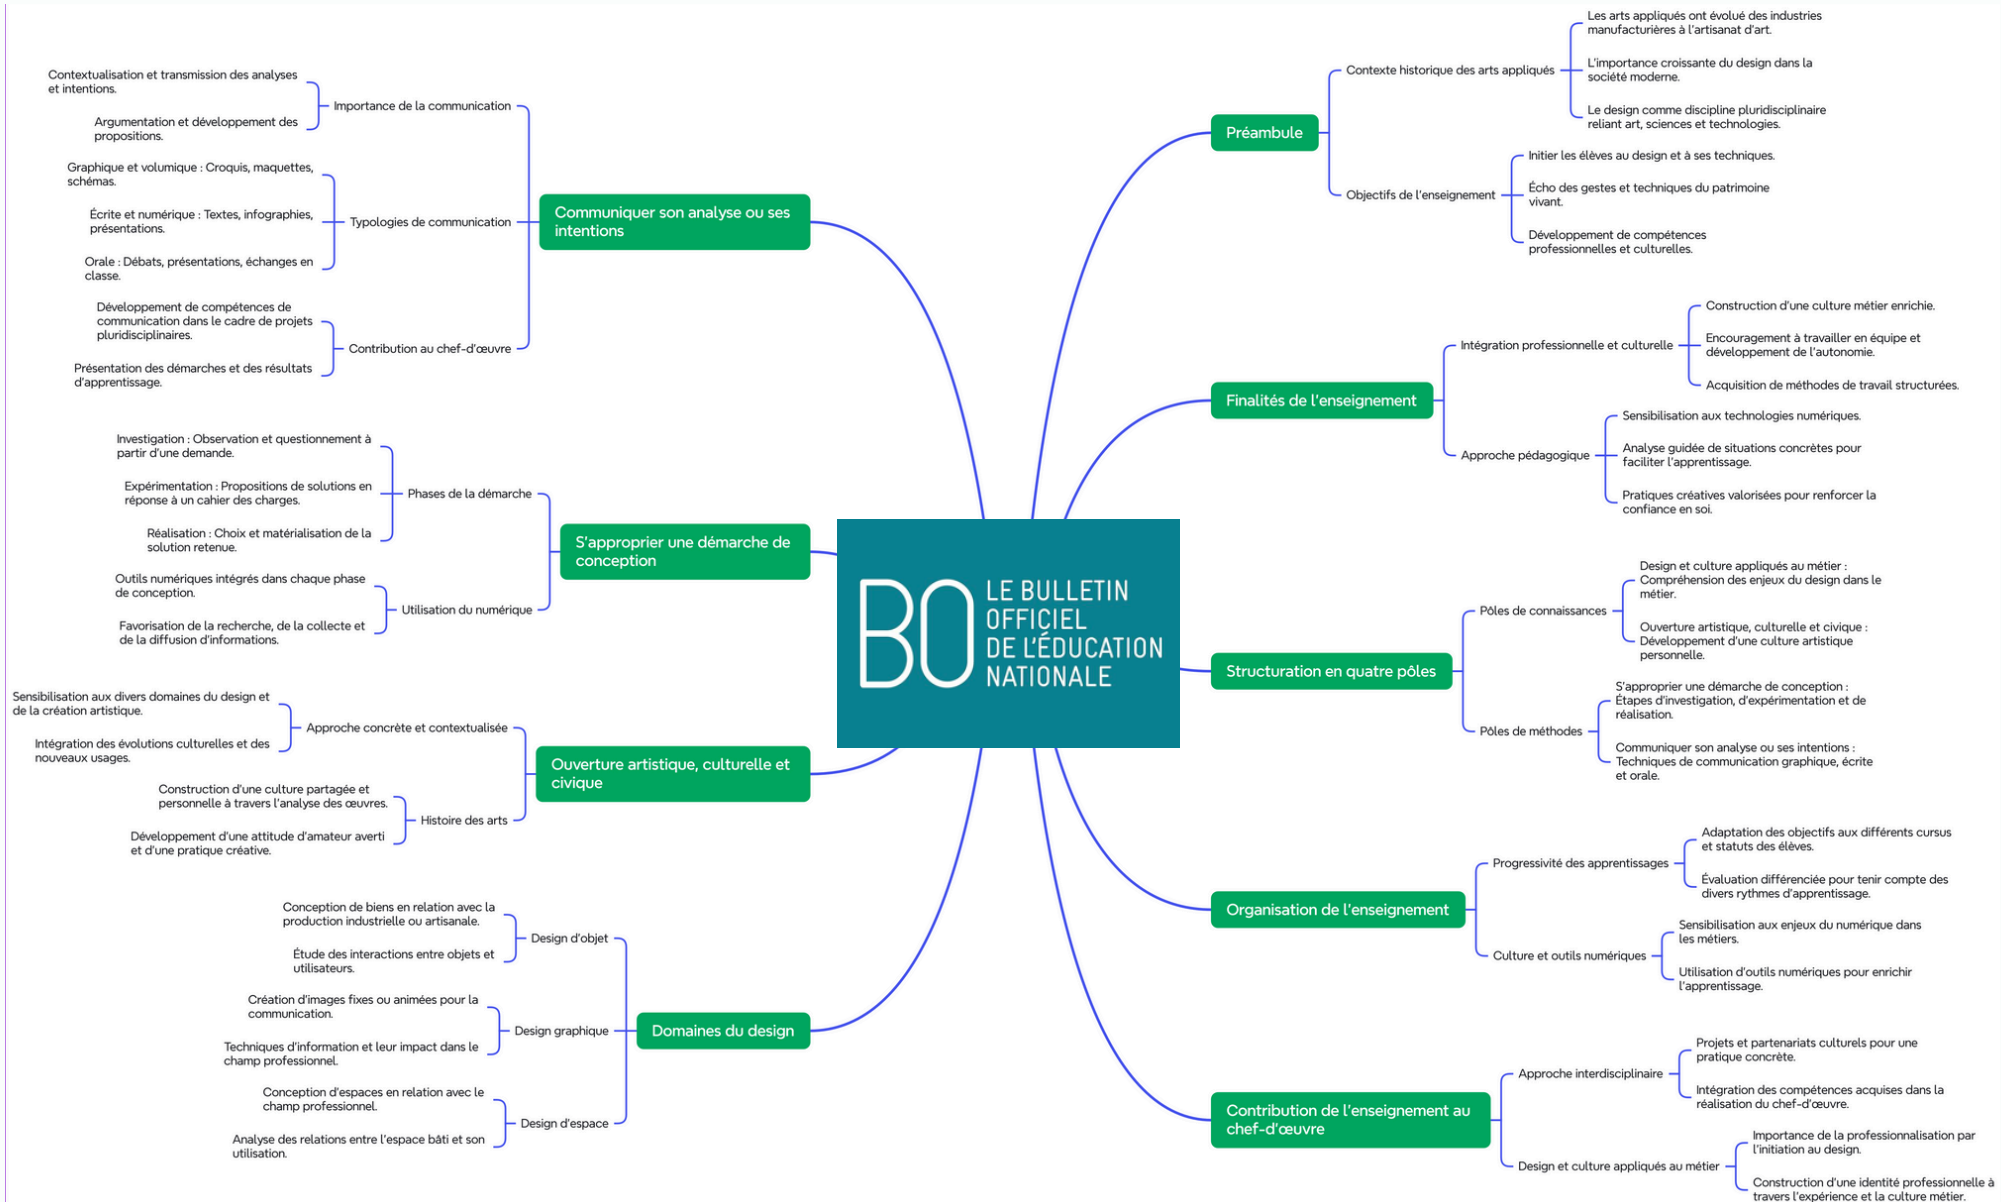 LE BULLETIN
OFFICIEL
DE L'ÉDUCATION
NATIONALE
BO
Préambule
Contexte historique des arts appliqués
Les arts appliqués ont évolué des industries
manufacturières à l'artisanat d'art.
L'importance croissante du design dans la
société moderne.
Le design comme discipline pluridisciplinaire
reliant art, sciences et technologies.
Objectifs de l'enseignement
Initier les élèves au design et à ses techniques.
Écho des gestes et techniques du patrimoine
vivant.
Développement de compétences
professionnelles et culturelles.
Finalités de l'enseignement
Intégration professionnelle et culturelle
Construction d'une culture métier enrichie.
Encouragement à travailler en équipe et
développement de l'autonomie.
Acquisition de méthodes de travail structurées.
Approche pédagogique
Sensibilisation aux technologies numériques.
Analyse guidée de situations concrètes pour
faciliter l'apprentissage.
Pratiques créatives valorisées pour renforcer la
confiance en soi.
Structuration en quatre pôles
Pôles de connaissances
Design et culture appliqués au métier :
Compréhension des enjeux du design dans le
métier.
Ouverture artistique, culturelle et civique :
Développement d'une culture artistique
personnelle.
Pôles de méthodes
S'approprier une démarche de conception :
Étapes d'investigation, d'expérimentation et de
réalisation.
Communiquer son analyse ou ses intentions :
Techniques de communication graphique, écrite
et orale.
Organisation de l'enseignement
Progressivité des apprentissages
Adaptation des objectifs aux différents cursus
et statuts des élèves.
Évaluation différenciée pour tenir compte des
divers rythmes d'apprentissage.
Culture et outils numériques
Sensibilisation aux enjeux du numérique dans
les métiers.
Utilisation d'outils numériques pour enrichir
l'apprentissage.
Contribution de l'enseignement au
chef-d'œuvre
Approche interdisciplinaire
Projets et partenariats culturels pour une
pratique concrète.
Intégration des compétences acquises dans la
réalisation du chef-d'œuvre.
Design et culture appliqués au métier
Importance de la professionnalisation par
l'initiation au design.
Construction d'une identité professionnelle à
travers l'expérience et la culture métier.
Communiquer son analyse ou ses
intentions
Importance de la communication
Contextualisation et transmission des analyses
et intentions.
Argumentation et développement des
propositions.
Typologies de communication
Graphique et volumique : Croquis, maquettes,
schémas.
Écrite et numérique : Textes, infographies,
présentations.
Orale : Débats, présentations, échanges en
classe.
Contribution au chef-d'œuvre
Développement de compétences de
communication dans le cadre de projets
pluridisciplinaires.
Présentation des démarches et des résultats
d'apprentissage.
S'approprier une démarche de
conception
Phases de la démarche
Investigation : Observation et questionnement à
partir d'une demande.
Expérimentation : Propositions de solutions en
réponse à un cahier des charges.
Réalisation : Choix et matérialisation de la
solution retenue.
Utilisation du numérique
Outils numériques intégrés dans chaque phase
de conception.
Favorisation de la recherche, de la collecte et
de la diffusion d'informations.
Ouverture artistique, culturelle et
civique
Approche concrète et contextualisée
Sensibilisation aux divers domaines du design et
de la création artistique.
Intégration des évolutions culturelles et des
nouveaux usages.
Histoire des arts
Construction d'une culture partagée et
personnelle à travers l'analyse des œuvres.
Développement d'une attitude d'amateur averti
et d'une pratique créative.
Domaines du design
Design d'objet
Conception de biens en relation avec la
production industrielle ou artisanale.
Étude des interactions entre objets et
utilisateurs.
Design graphique
Création d'images fixes ou animées pour la
communication.
Techniques d'information et leur impact dans le
champ professionnel.
Design d'espace
Conception d'espaces en relation avec le
champ professionnel.
Analyse des relations entre l'espace bâti et son
utilisation.